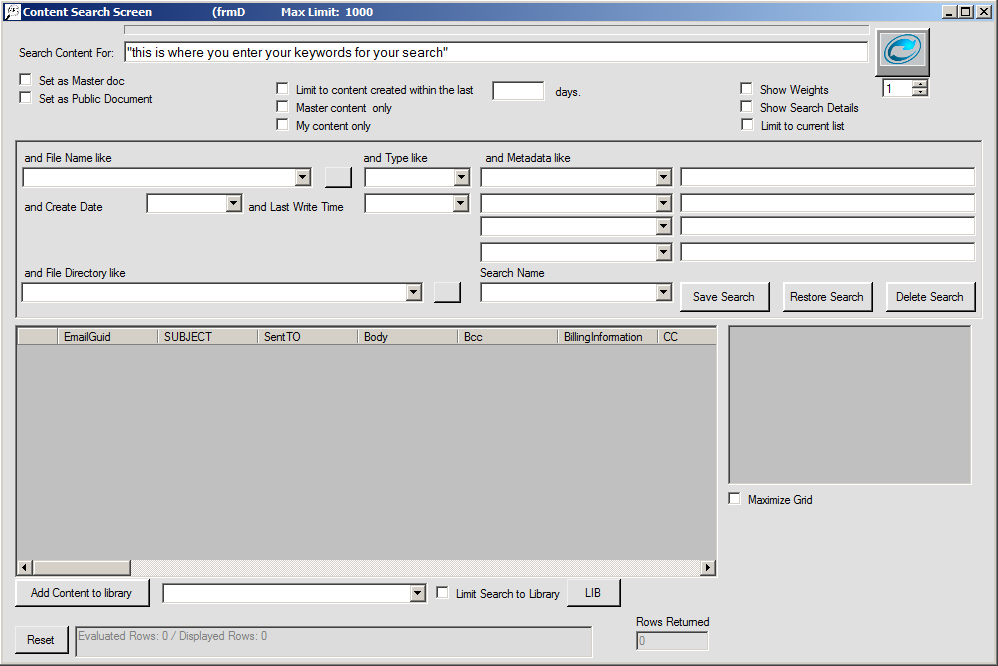 Content Search Screen (frmD Max Limit: 1000
Search Content For: "this is where you enter your keywords for your search"
Set as Master doc
Set as Public Document
Limit to content created within the last days.
Master content only
My content only
Show Weights
Show Search Details
Limit to current list
1
and File Name like and Type like and Metadata like
and Create Date and Last Write Time
and File Directory like Search Name
Save Search Restore Search Delete Search
EmailGuid SUBJECT SentTO Body Bcc BillingInformation CC
Maximize Grid
Add Content to library Limit Search to Library LIB
Rows Returned
Reset Evaluated Rows: 0 / Displayed Rows: 0 0